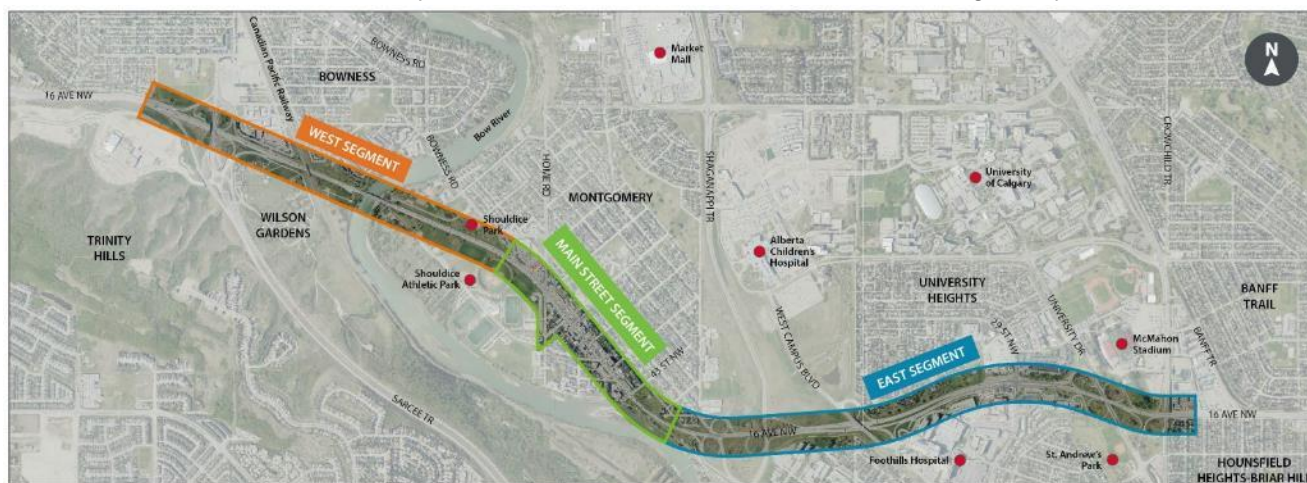 N
Market
Mall
BOWNESS RD
BOWNESS
Canadian Pacific Railway
16 AVE NW
Bow River
WEST SEGMENT
BOWNESS RD
HOME RD
SHAGANAPPI TR
CROWCHILD TR
University
of Calgary
MONTGOMERY
WILSON
GARDENS
Shouldice
Park
TRINITY
HILLS
Alberta
Children's
Hospital
MAIN STREET SEGMENT
Shouldice
Athletic Park
UNIVERSITY
HEIGHTS
BANFF
TRAIL
WEST CAMPUS BLVD
29 ST NW
UNIVERSITY DR
McMahon
Stadium
BANFF TR
43 ST NW
EAST SEGMENT
SARCEE TR
16 AVE NW
16 AVE NW
Foothills Hospital
St. Andrew's
Park
HOUNSFIELD
HEIGHTS-BRIAR HILL